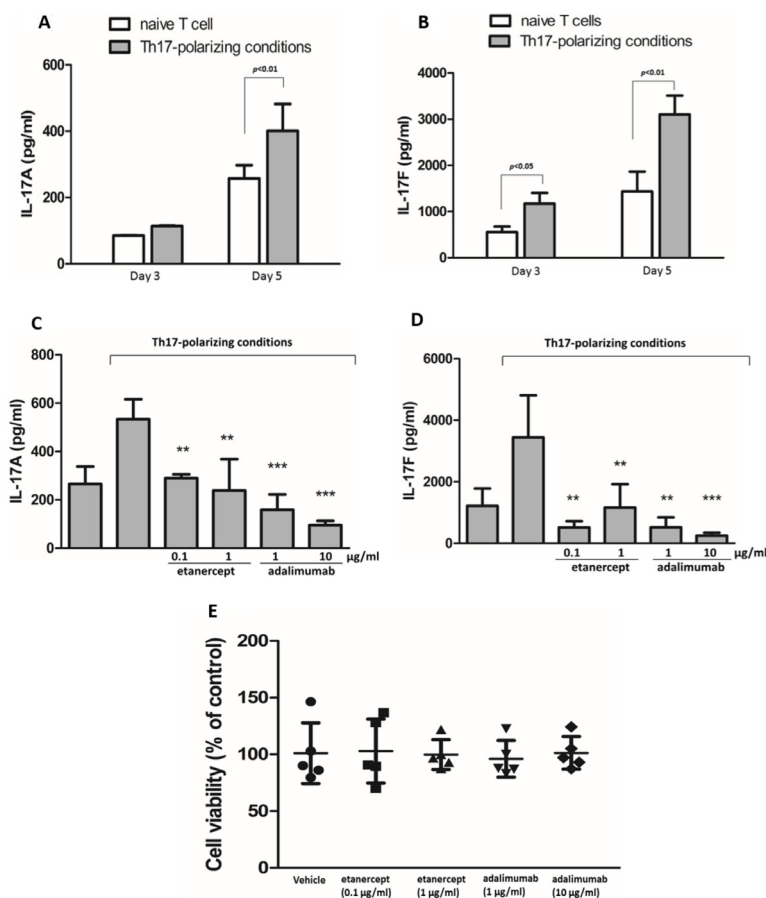 A
naive T cell
Th17-polarizing conditions
IL-17A (pg/ml)
600
400
200
0
p<0.01
Day 3
Day 5
B
naive T cells
Th17-polarizing conditions
IL-17F (pg/ml)
4000
3000
2000
1000
0
p<0.05
p<0.01
Day 3
Day 5
C
Th17-polarizing conditions
IL-17A (pg/ml)
800
600
400
200
0
** ** *** ***
0.1 1 1 10 µg/ml
etanercept adalimumab
D
Th17-polarizing conditions
IL-17F (pg/ml)
6000
4000
2000
0
** ** ** ***
0.1 1 1 10 µg/ml
etanercept adalimumab
E
Cell viability (% of control)
200
150
100
50
0
Vehicle
etanercept
(0.1 µg/ml)
etanercept
(1 µg/ml)
adalimumab
(1 µg/ml)
adalimumab
(10 µg/ml)